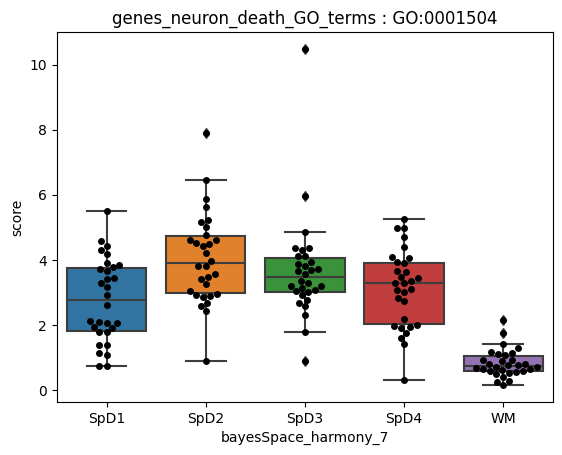 genes_neuron_death_GO_terms : GO:0001504
score
10
8
6
4
2
0
SpD1 SpD2 SpD3 SpD4 WM
bayesSpace_harmony_7